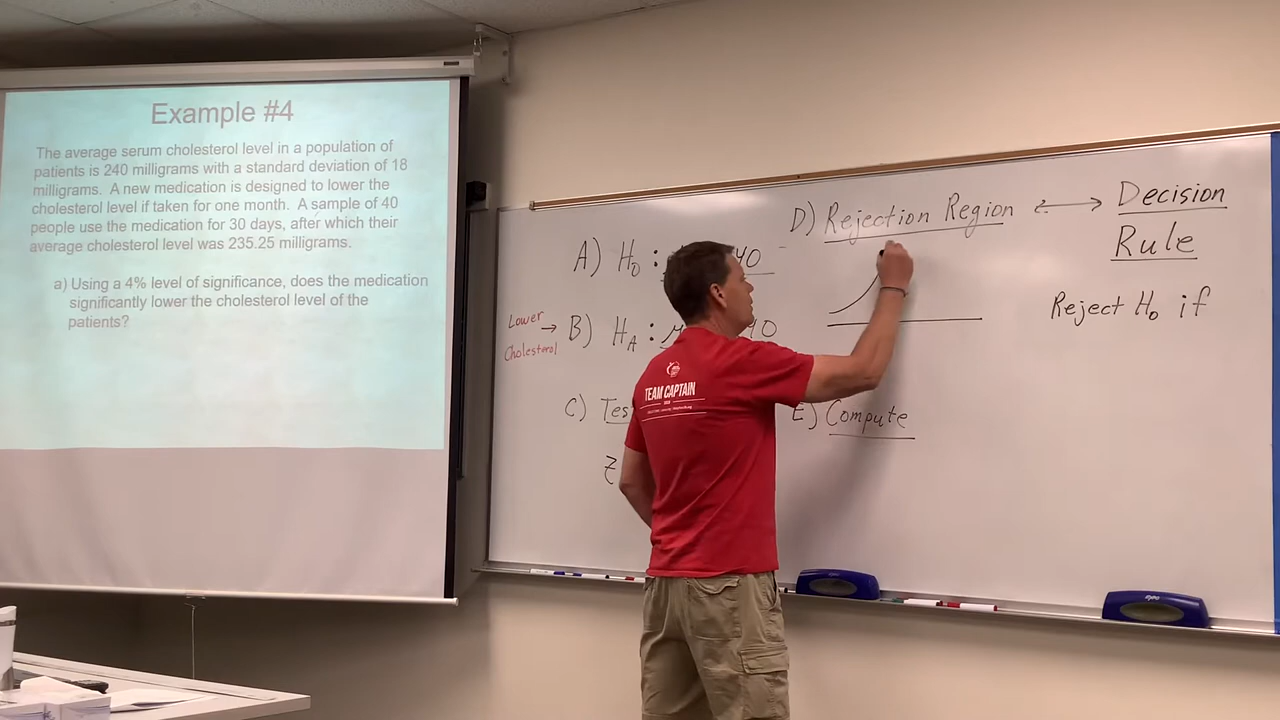 Example #4
The average serum cholesterol level in a population of
patients is 240 milligrams with a standard deviation of 18
milligrams. A new medication is designed to lower the
cholesterol level if taken for one month. A sample of 40
people use the medication for 30 days, after which their
average cholesterol level was 235.25 milligrams.
a) Using a 4% level of significance, does the medication
significantly lower the cholesterol level of the
patients?
A) H₀ : 40
Lower
Cholesterol
→ B) H_A : μ 40
C) Tes
z
TEAM CAPTAIN
D) Rejection Region ↔ Decision
Rule
Reject H₀ if
E) Compute
expo